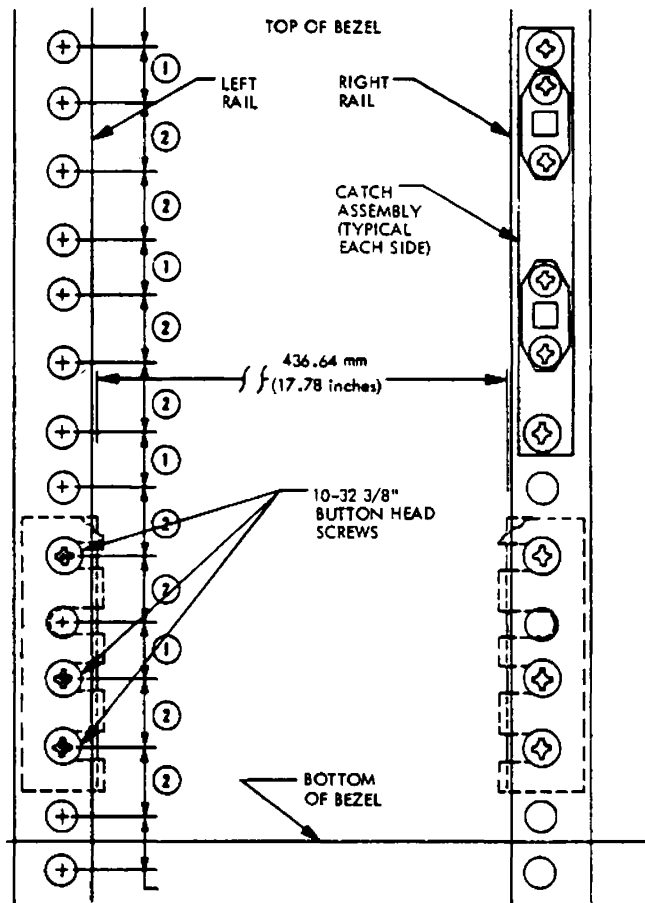 TOP OF BEZEL
1
LEFT
RAIL
RIGHT
RAIL
2
2
CATCH
ASSEMBLY
(TYPICAL
EACH SIDE)
1
2
436.64 mm
(17.78 inches)
2
1
10-32 3/8"
BUTTON HEAD
SCREWS
2
2
1
2
2
BOTTOM
OF BEZEL